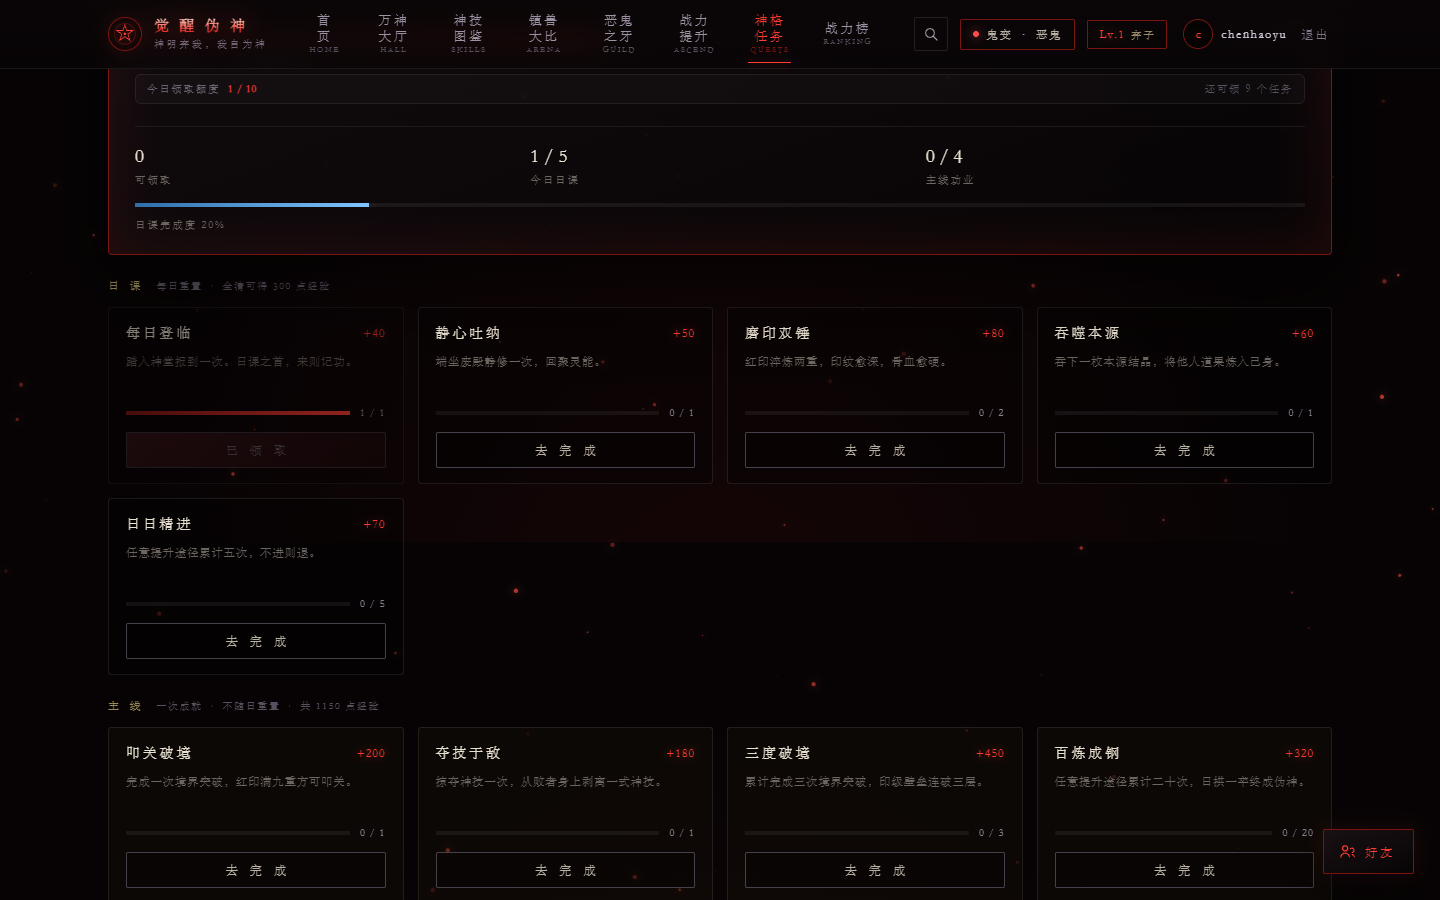 觉醒伪神
神明弃我，我自为神
首页
HOME
万神大厅
HALL
神技图鉴
SKILLS
镇兽大比
ARENA
恶鬼之牙
GUILD
战力提升
ASCEND
神格任务
QUESTS
战力榜
RANKING
鬼变 · 恶鬼
Lv.1 弃子
c chenhaoyu 退出
今日领取额度 1 / 10 还可领 9 个任务
0 1 / 5 0 / 4
可领取 今日日课 主线功业
日课完成度 20%
日 课 每日重置 · 全清可得 300 点经验
每日登临 +40
踏入神堂报到一次。日课之首，来则记功。
1 / 1
已 领 取
静心吐纳 +50
端坐废殿静修一次，回聚灵能。
0 / 1
去 完 成
磨印双锤 +80
红印淬炼两重，印纹愈深，骨血愈硬。
0 / 2
去 完 成
吞噬本源 +60
吞下一枚本源结晶，将他人道果炼入己身。
0 / 1
去 完 成
日日精进 +70
任意提升途径累计五次，不进则退。
0 / 5
去 完 成
主 线 一次成就 · 不随日重置 · 共 1150 点经验
叩关破境 +200
完成一次境界突破，红印满九重方可叩关。
0 / 1
去 完 成
夺技于敌 +180
掠夺神技一次，从败者身上剥离一式神技。
0 / 1
去 完 成
三度破境 +450
累计完成三次境界突破，印级壁垒连破三层。
0 / 3
去 完 成
百炼成钢 +320
任意提升途径累计二十次，日拱一卒终成伪神。
0 / 20
去 完 成
好友